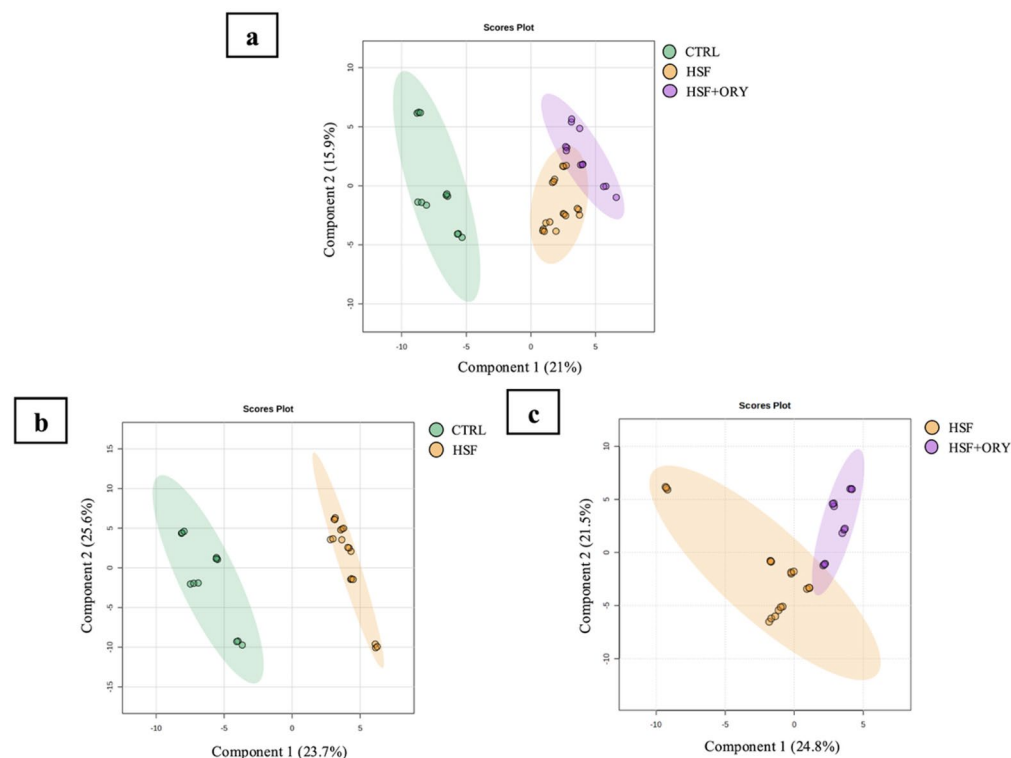 a
Scores Plot
CTRL
HSF
HSF+ORY
10
5
0
-5
-10
Component 2 (15.9%)
-10 -5 0 5
Component 1 (21%)
b
Scores Plot
CTRL
HSF
15
10
5
0
-5
-10
-15
Component 2 (25.6%)
-10 -5 0 5
Component 1 (23.7%)
c
Scores Plot
HSF
HSF+ORY
10
5
0
-5
-10
Component 2 (21.5%)
-10 -5 0 5
Component 1 (24.8%)